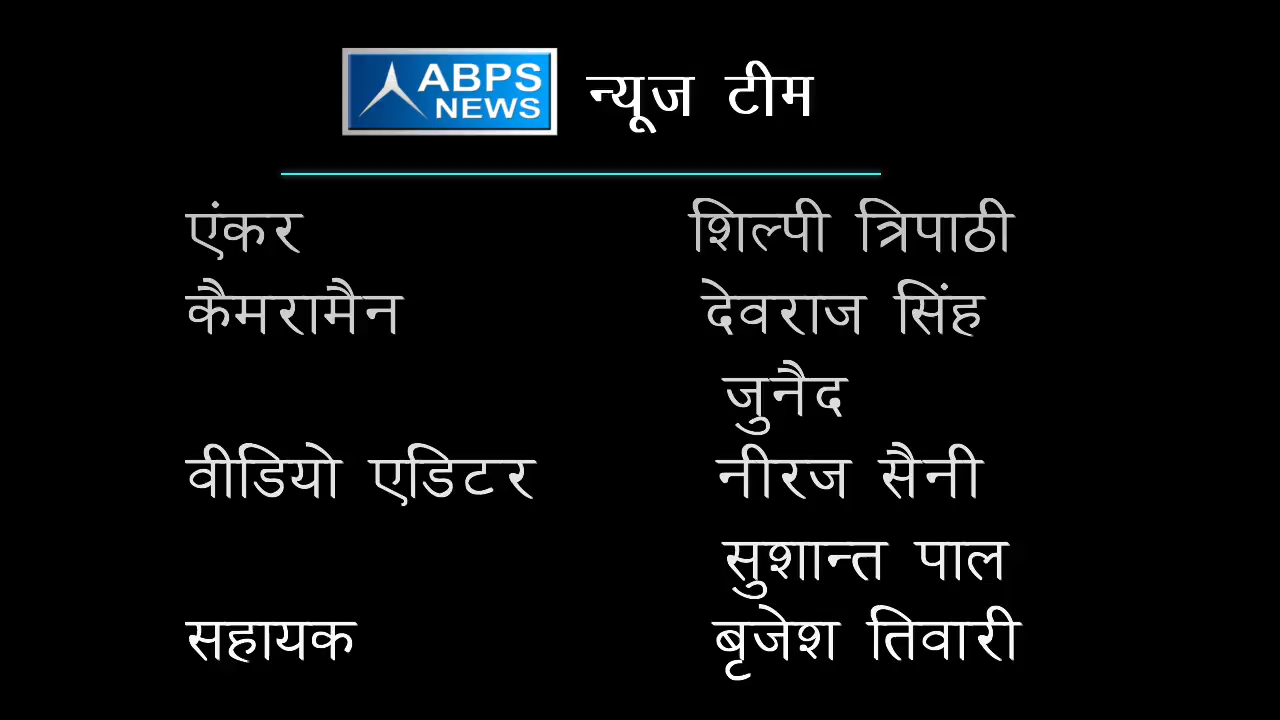 ABPS NEWS न्यूज टीम
एंकर शिल्पी त्रिपाठी
कैमरामैन देवराज सिंह
जुनैद
वीडियो एडिटर नीरज सैनी
सुशान्त पाल
सहायक बृजेश तिवारी